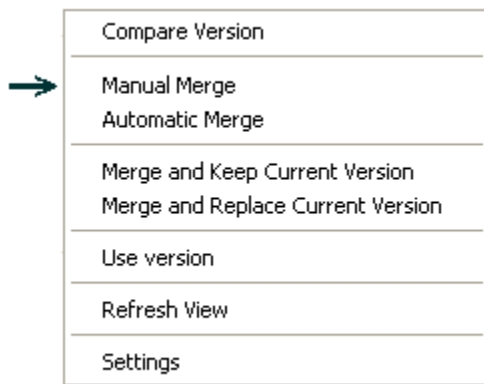 Compare Version
Manual Merge
Automatic Merge
Merge and Keep Current Version
Merge and Replace Current Version
Use version
Refresh View
Settings